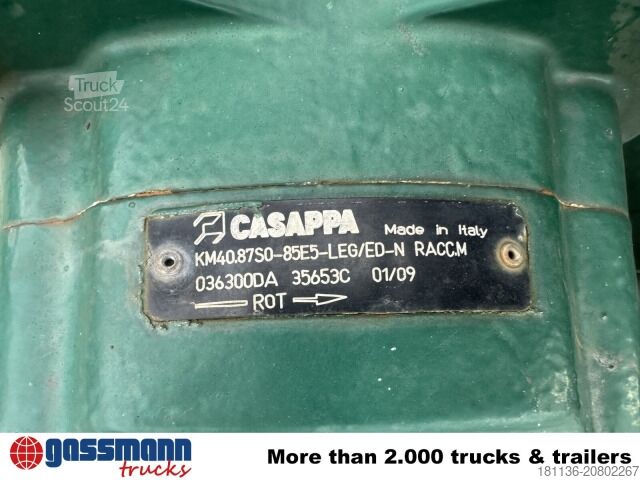 Truck
Scout24
CASAPPA Made in Italy
KM40.87S0-85E5-LEG/ED-N RACC.M
036300DA 35653C 01/09
ROT
gassmann
trucks
More than 2.000 trucks & trailers
181136-20802267